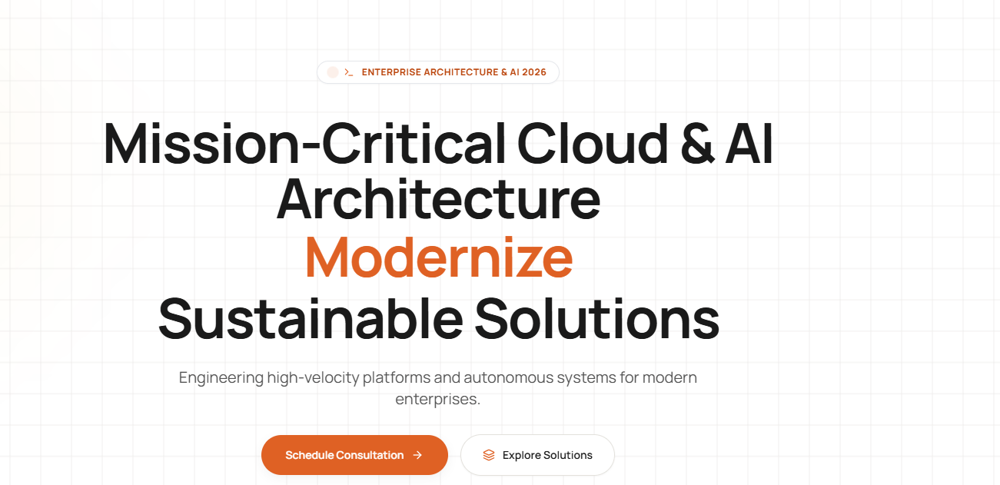 ENTERPRISE ARCHITECTURE & AI 2026
Mission-Critical Cloud & AI
Architecture
Modernize
Sustainable Solutions
Engineering high-velocity platforms and autonomous systems for modern
enterprises.
Schedule Consultation
Explore Solutions